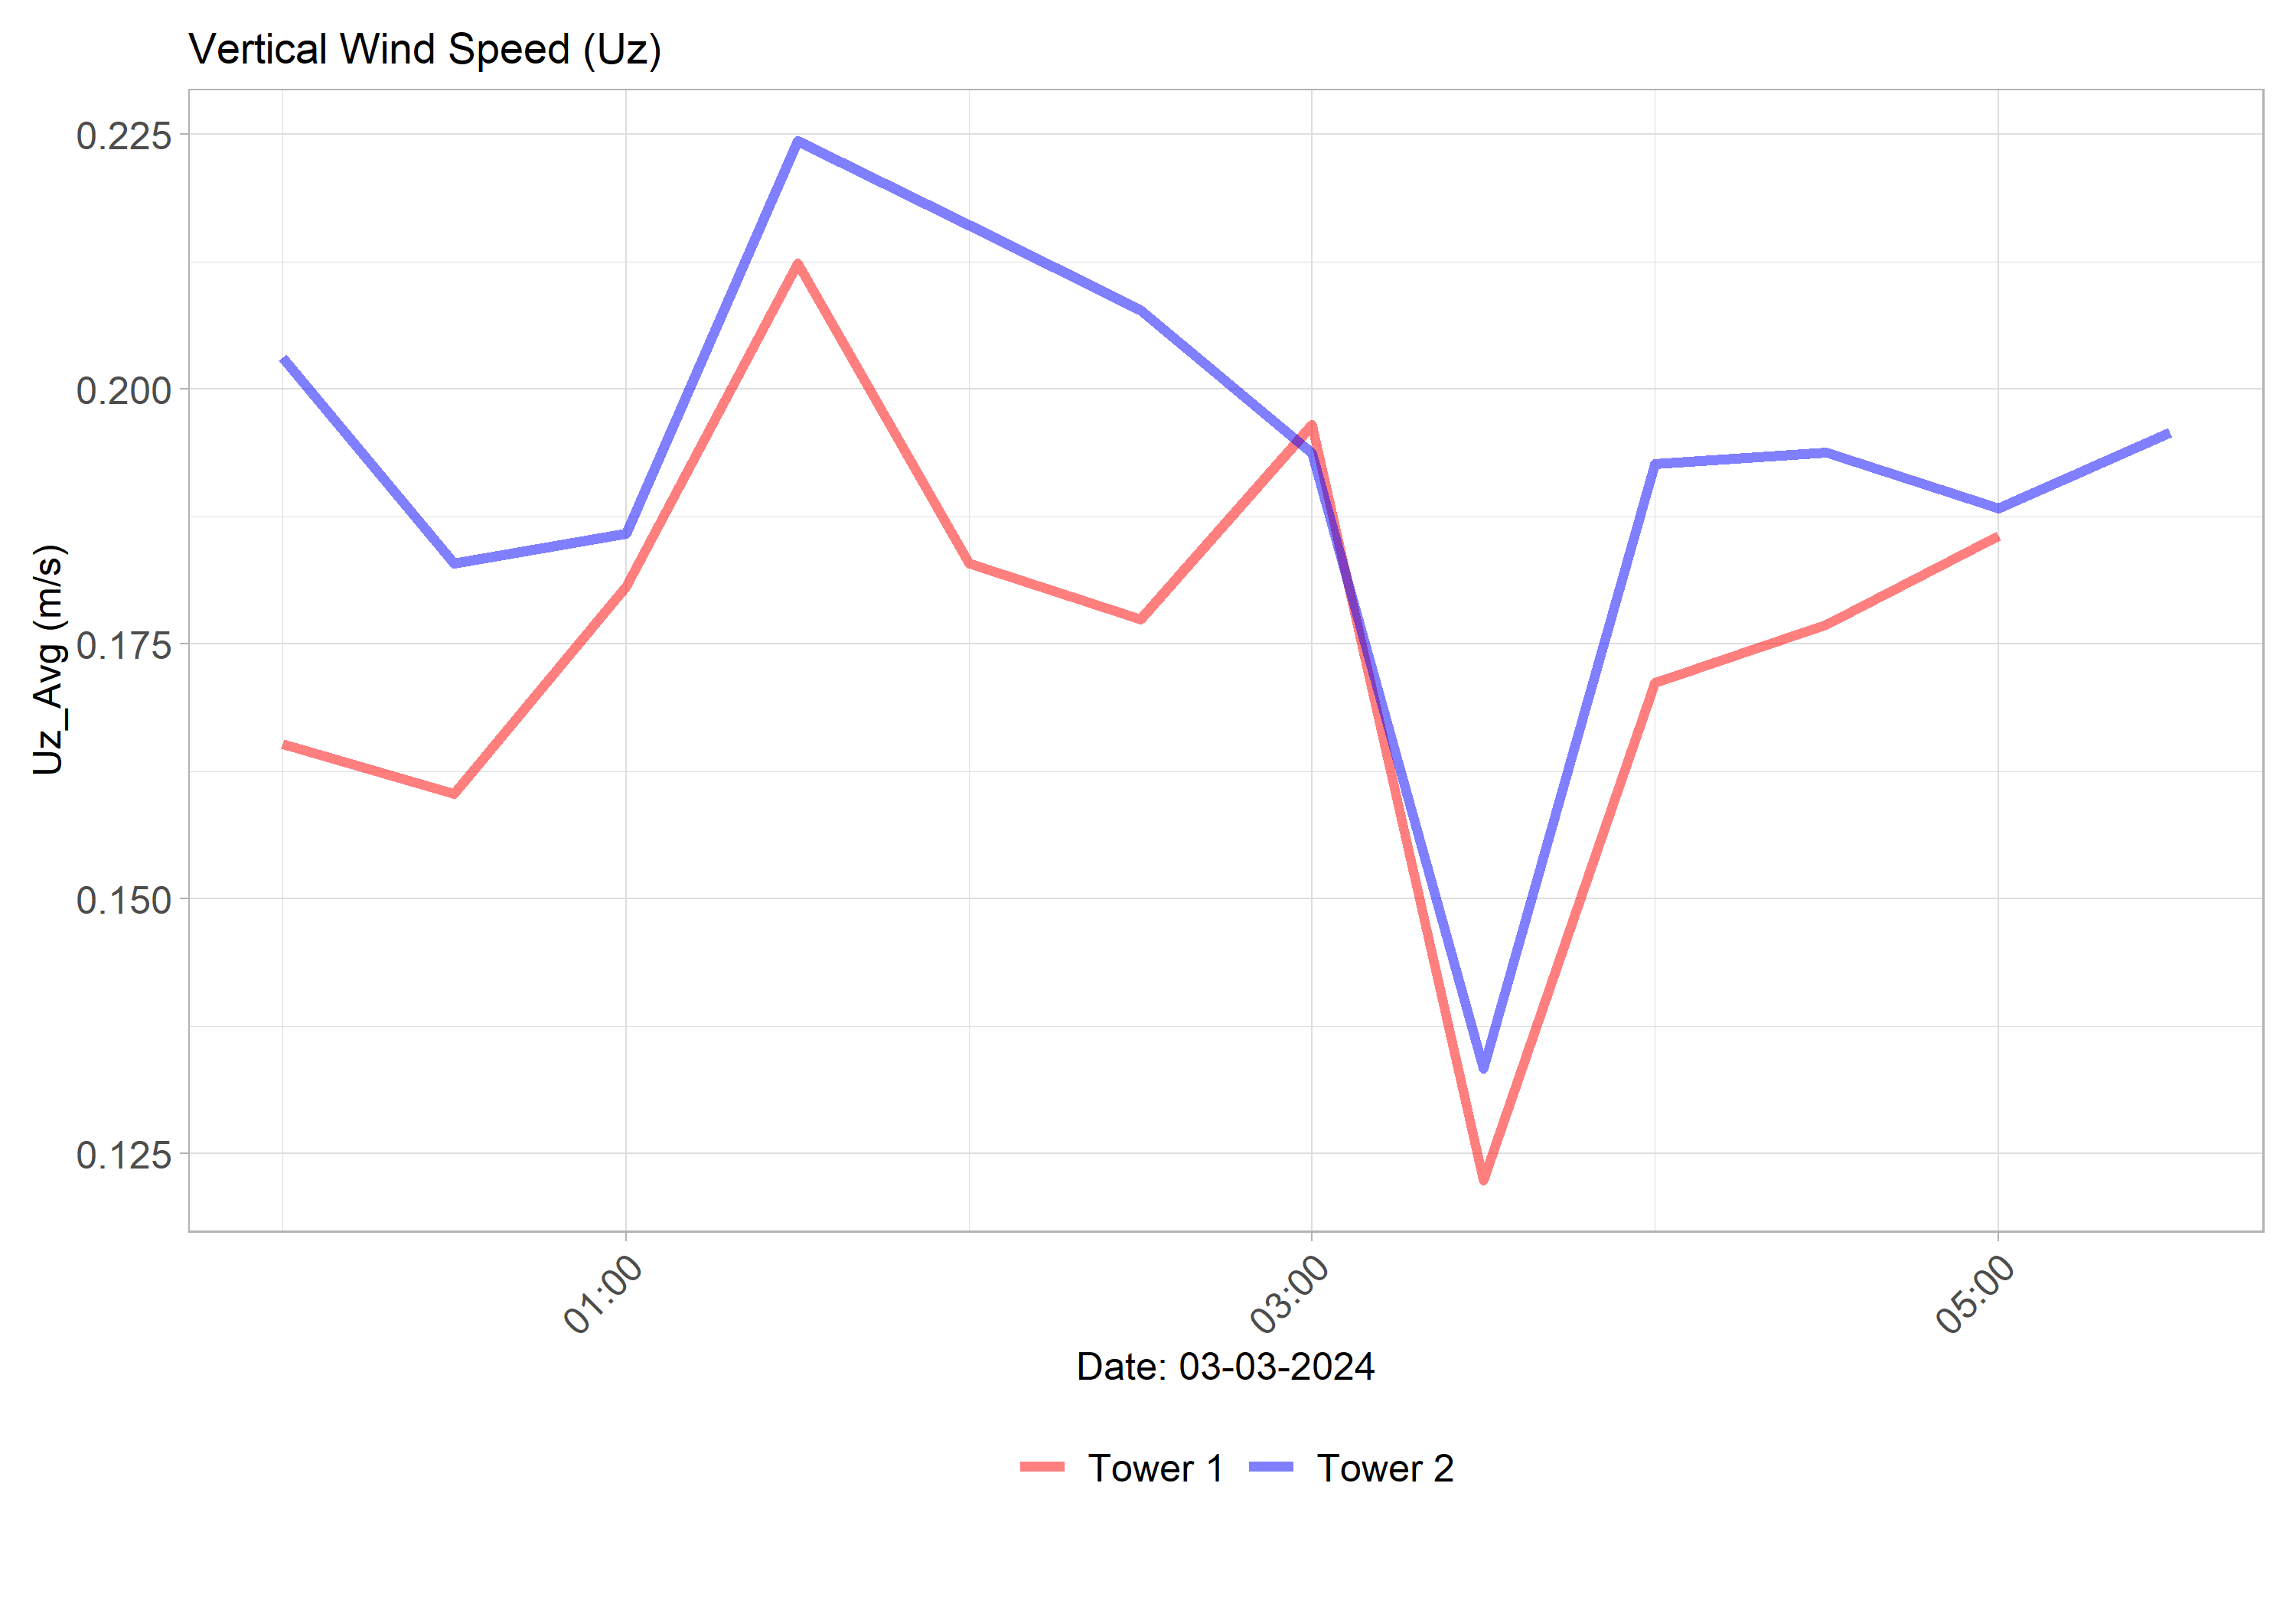 Vertical Wind Speed (Uz)
Uz_Avg (m/s)
0.225
0.200
0.175
0.150
0.125
01:00
03:00
05:00
Date: 03-03-2024
Tower 1
Tower 2